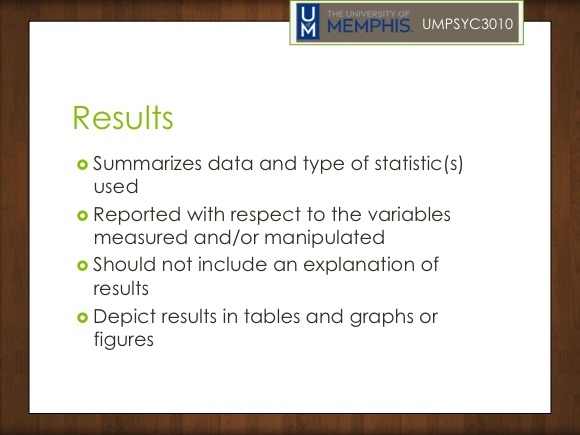 UM
THE UNIVERSITY OF
MEMPHIS.
UMPSYC3010
Results
Summarizes data and type of statistic(s)
used
Reported with respect to the variables
measured and/or manipulated
Should not include an explanation of
results
Depict results in tables and graphs or
figures